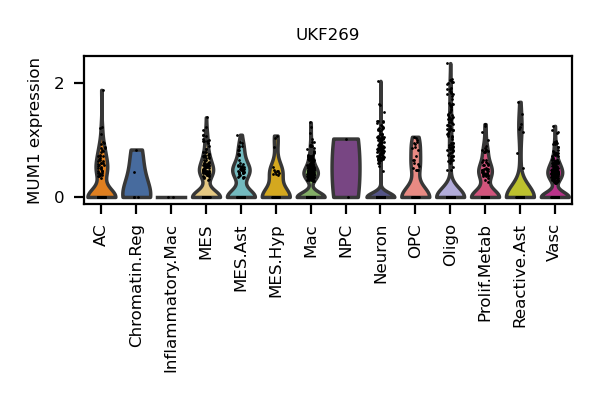 UKF269
MUM1 expression
2
0
AC
Chromatin.Reg
Inflammatory.Mac
MES
MES.Ast
MES.Hyp
Mac
NPC
Neuron
OPC
Oligo
Prolif.Metab
Reactive.Ast
Vasc